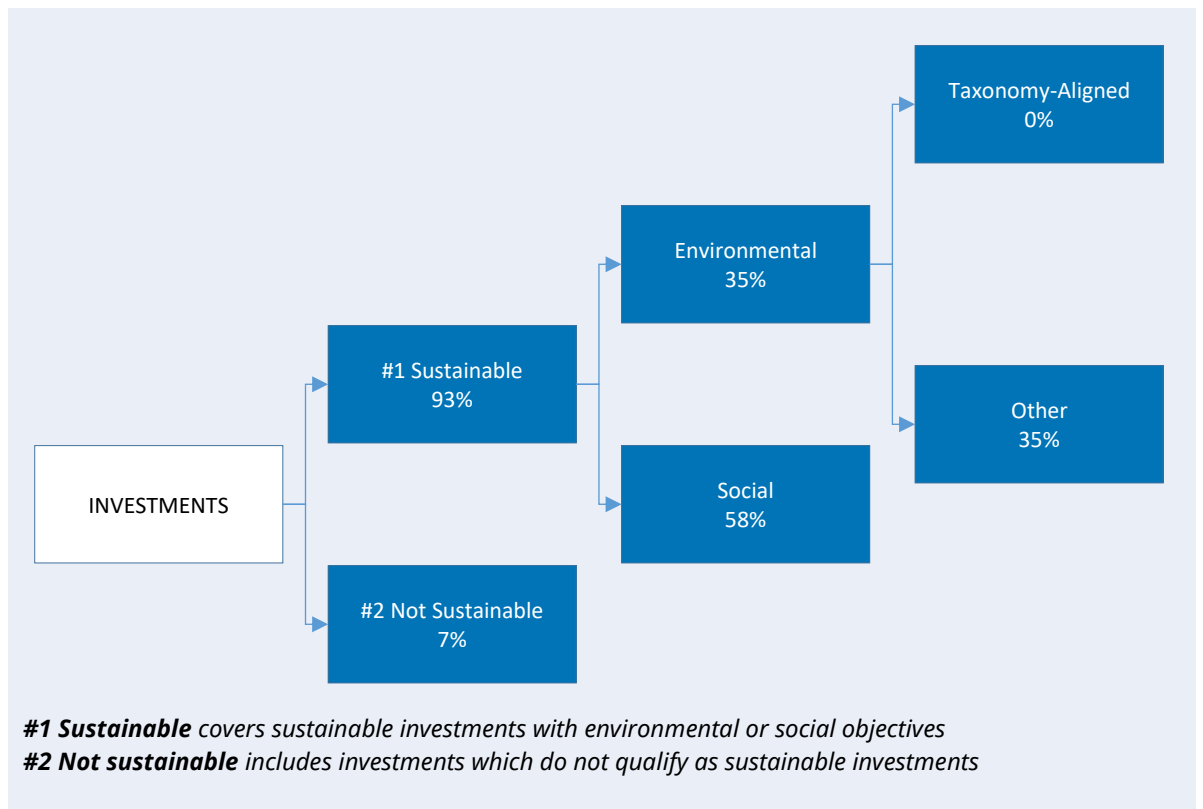 Taxonomy-Aligned
0%
Environmental
35%
#1 Sustainable
93%
Other
35%
INVESTMENTS
Social
58%
#2 Not Sustainable
7%
#1 Sustainable covers sustainable investments with environmental or social objectives
#2 Not sustainable includes investments which do not qualify as sustainable investments